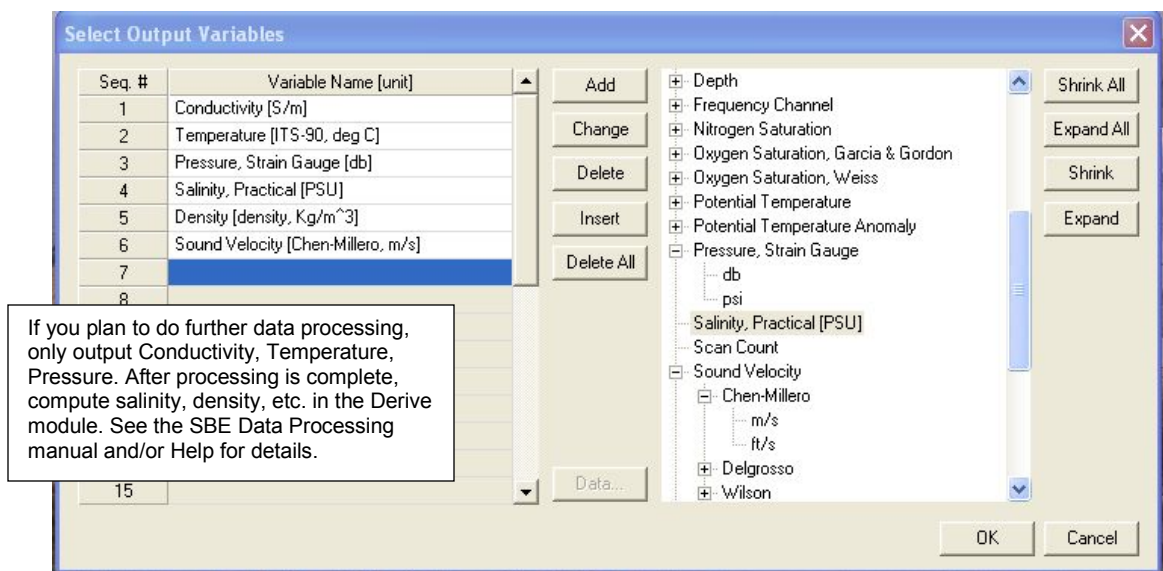 Select Output Variables
Seq. # Variable Name [unit]
1 Conductivity [S/m]
2 Temperature [ITS-90, deg C]
3 Pressure, Strain Gauge [db]
4 Salinity, Practical [PSU]
5 Density [density, Kg/m^3]
6 Sound Velocity [Chen-Millero, m/s]
7
8
If you plan to do further data processing,
only output Conductivity, Temperature,
Pressure. After processing is complete,
compute salinity, density, etc. in the Derive
module. See the SBE Data Processing
manual and/or Help for details.
15
Add
Change
Delete
Insert
Delete All
Data...
Depth
Frequency Channel
Nitrogen Saturation
Oxygen Saturation, Garcia & Gordon
Oxygen Saturation, Weiss
Potential Temperature
Potential Temperature Anomaly
Pressure, Strain Gauge
db
psi
Salinity, Practical [PSU]
Scan Count
Sound Velocity
Chen-Millero
m/s
ft/s
Delgrosso
Wilson
Shrink All
Expand All
Shrink
Expand
OK
Cancel